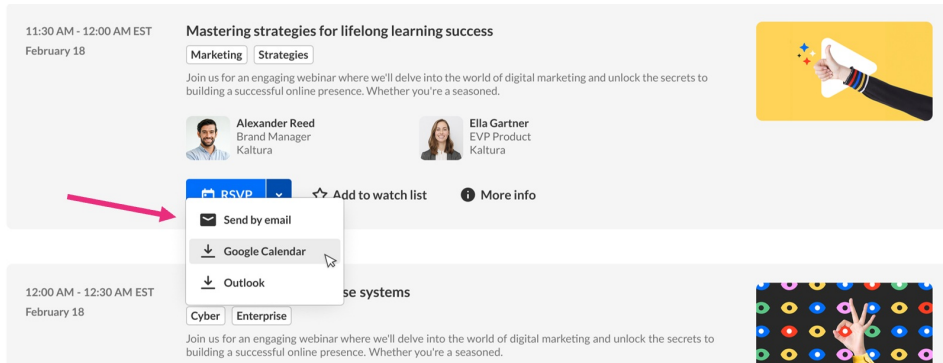 11:30 AM - 12:00 AM EST
February 18
Mastering strategies for lifelong learning success
Marketing
Strategies
Join us for an engaging webinar where we'll delve into the world of digital marketing and unlock the secrets to
building a successful online presence. Whether you're a seasoned.
Alexander Reed
Brand Manager
Kaltura
Ella Gartner
EVP Product
Kaltura
RSVP
Add to watch list
More info
Send by email
Google Calendar
Outlook
12:00 AM - 12:30 AM EST
February 18
se systems
Cyber
Enterprise
Join us for an engaging webinar where we'll delve into the world of digital marketing and unlock the secrets to
building a successful online presence. Whether you're a seasoned.